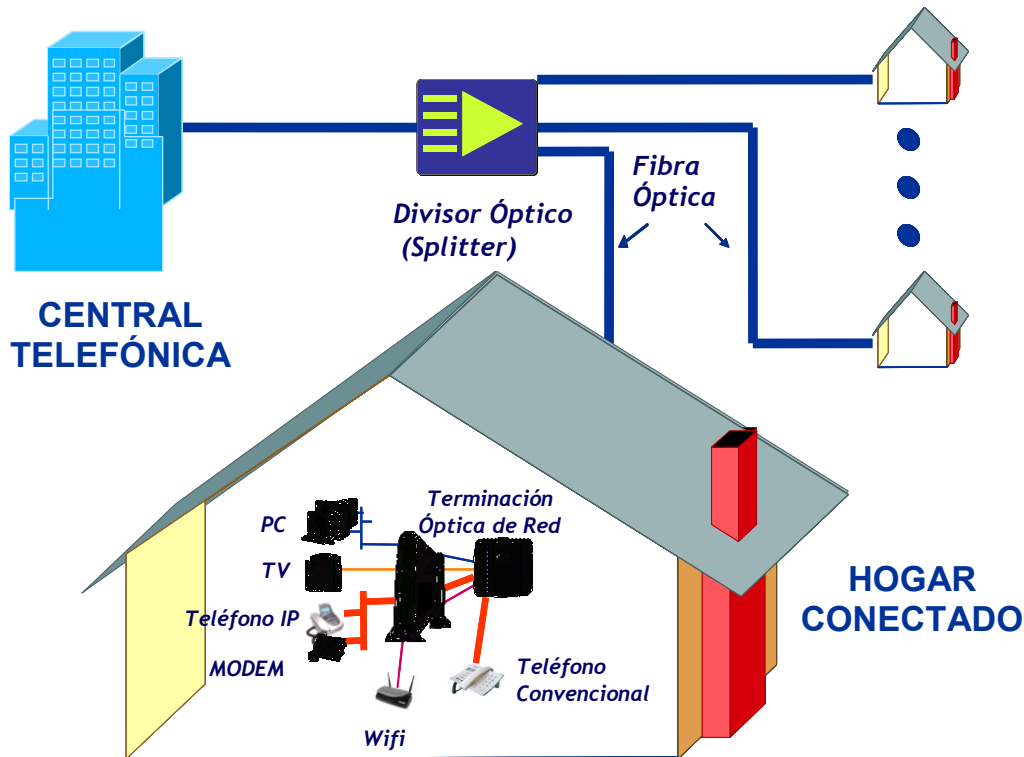 Fibra
Óptica
Divisor Óptico
(Splitter)
CENTRAL
TELEFÓNICA
Terminación
Óptica de Red
PC
TV
Teléfono IP
MODEM
Teléfono
Convencional
Wifi
HOGAR
CONECTADO